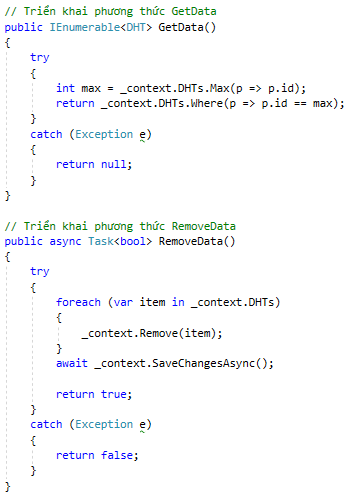 // Triển khai phương thức GetData
public IEnumerable<DHT> GetData()
{
    try
    {
        int max = _context.DHTs.Max(p => p.id);
        return _context.DHTs.Where(p => p.id == max);
    }
    catch (Exception e)
    {
        return null;
    }
}

// Triển khai phương thức RemoveData
public async Task<bool> RemoveData()
{
    try
    {
        foreach (var item in _context.DHTs)
        {
            _context.Remove(item);
        }
        await _context.SaveChangesAsync();

        return true;
    }
    catch (Exception e)
    {
        return false;
    }
}